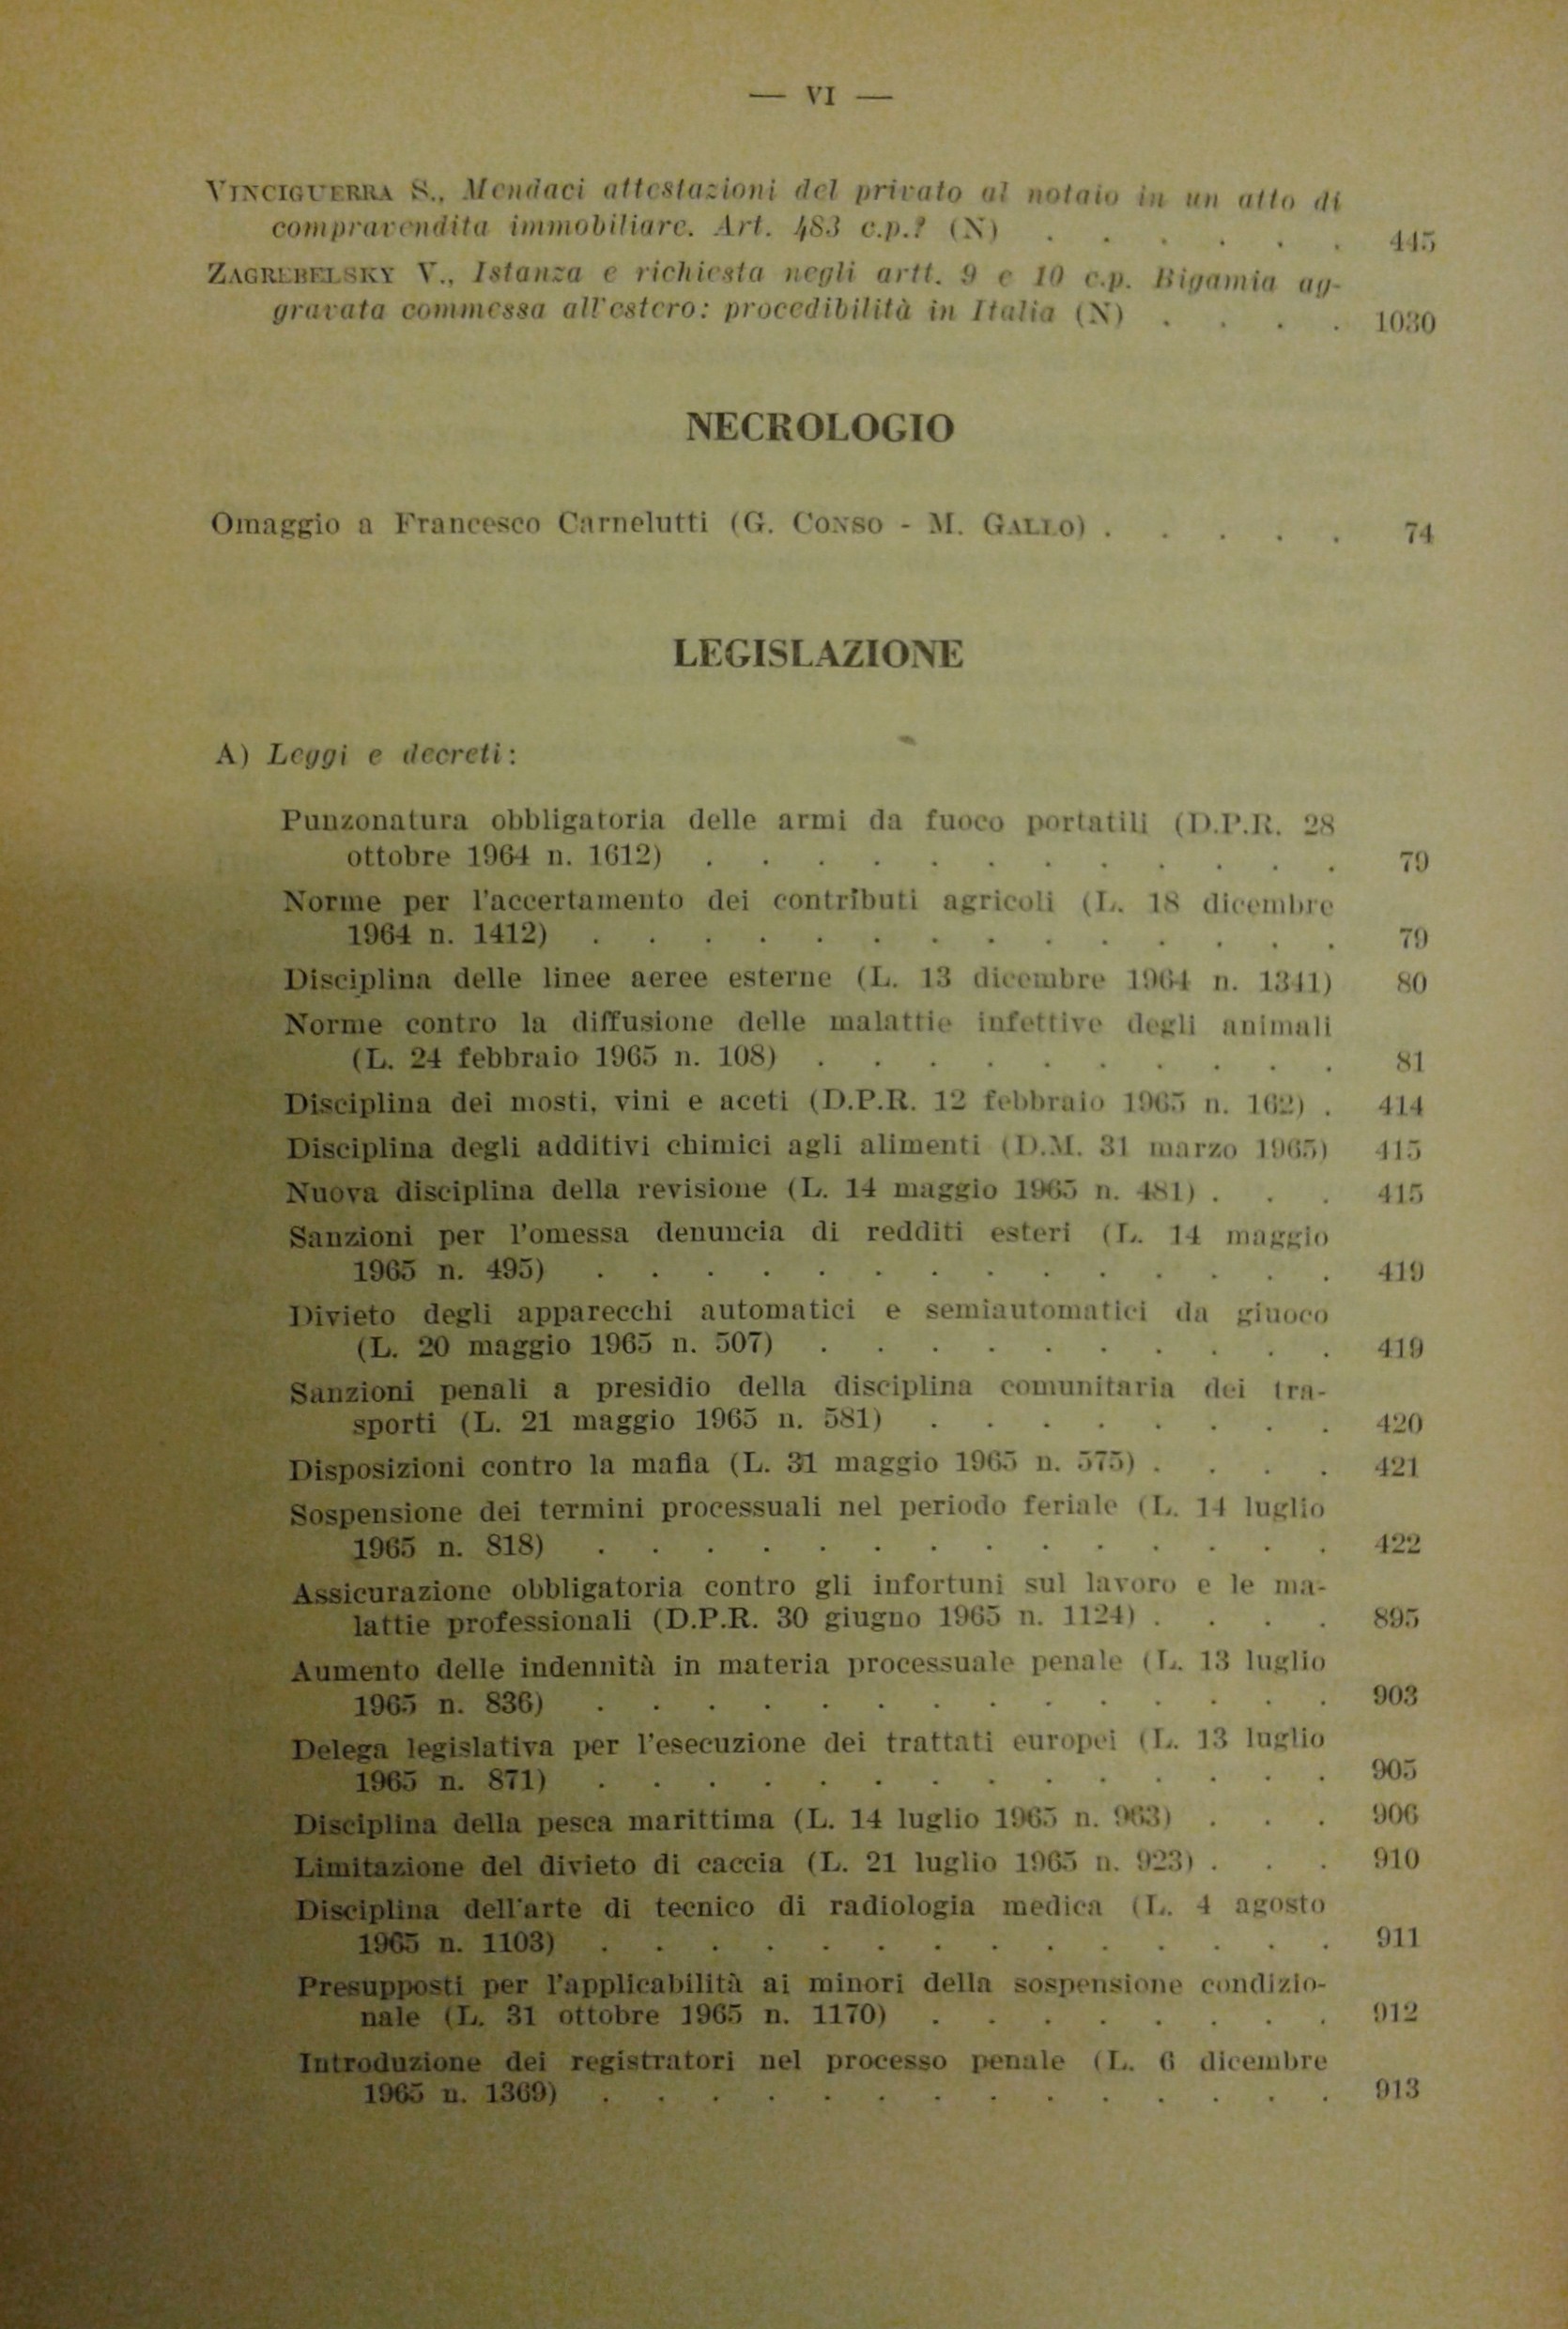 — VI —
VINCIGUERRA S., Mendaci attestazioni del privato al notaio in un atto di
compravendita immobiliare. Art. 483 c.p.? (N) . . . . . . 445
ZAGREBELSKY V., Istanza e richiesta negli artt. 9 e 10 c.p. Bigamia ag-
gravata commessa all'estero: procedibilità in Italia (N) . . . . 1030
NECROLOGIO
Omaggio a Francesco Carnelutti (G. CONSO - M. GALLO) . . . . . 74
LEGISLAZIONE
A) Leggi e decreti:
Punzonatura obbligatoria delle armi da fuoco portatili (D.P.R. 28
ottobre 1964 n. 1612) . . . . . . . . . . . . 79
Norme per l'accertamento dei contributi agricoli (L. 18 dicembre
1964 n. 1412) . . . . . . . . . . . . . . 79
Disciplina delle linee aeree esterne (L. 13 dicembre 1964 n. 1341) 80
Norme contro la diffusione delle malattie infettive degli animali
(L. 24 febbraio 1965 n. 108) . . . . . . . . . . 81
Disciplina dei mosti, vini e aceti (D.P.R. 12 febbraio 1965 n. 162) . 414
Disciplina degli additivi chimici agli alimenti (D.M. 31 marzo 1965) 415
Nuova disciplina della revisione (L. 14 maggio 1965 n. 481) . . . 415
Sanzioni per l'omessa denuncia di redditi esteri (L. 14 maggio
1965 n. 495) . . . . . . . . . . . . . . 419
Divieto degli apparecchi automatici e semiautomatici da giuoco
(L. 20 maggio 1965 n. 507) . . . . . . . . . . 419
Sanzioni penali a presidio della disciplina comunitaria dei tra-
sporti (L. 21 maggio 1965 n. 581) . . . . . . . . 420
Disposizioni contro la mafia (L. 31 maggio 1965 n. 575) . . . . 421
Sospensione dei termini processuali nel periodo feriale (L. 14 luglio
1965 n. 818) . . . . . . . . . . . . . . 422
Assicurazione obbligatoria contro gli infortuni sul lavoro e le ma-
lattie professionali (D.P.R. 30 giugno 1965 n. 1124) . . . . 895
Aumento delle indennità in materia processuale penale (L. 13 luglio
1965 n. 836) . . . . . . . . . . . . . . 903
Delega legislativa per l'esecuzione dei trattati europei (L. 13 luglio
1965 n. 871) . . . . . . . . . . . . . . 905
Disciplina della pesca marittima (L. 14 luglio 1965 n. 963) . . . 906
Limitazione del divieto di caccia (L. 21 luglio 1965 n. 923) . . . 910
Disciplina dell'arte di tecnico di radiologia medica (L. 4 agosto
1965 n. 1103) . . . . . . . . . . . . . . 911
Presupposti per l'applicabilità ai minori della sospensione condizio-
nale (L. 31 ottobre 1965 n. 1170) . . . . . . . . 912
Introduzione dei registratori nel processo penale (L. 6 dicembre
1965 n. 1369) . . . . . . . . . . . . . . 913